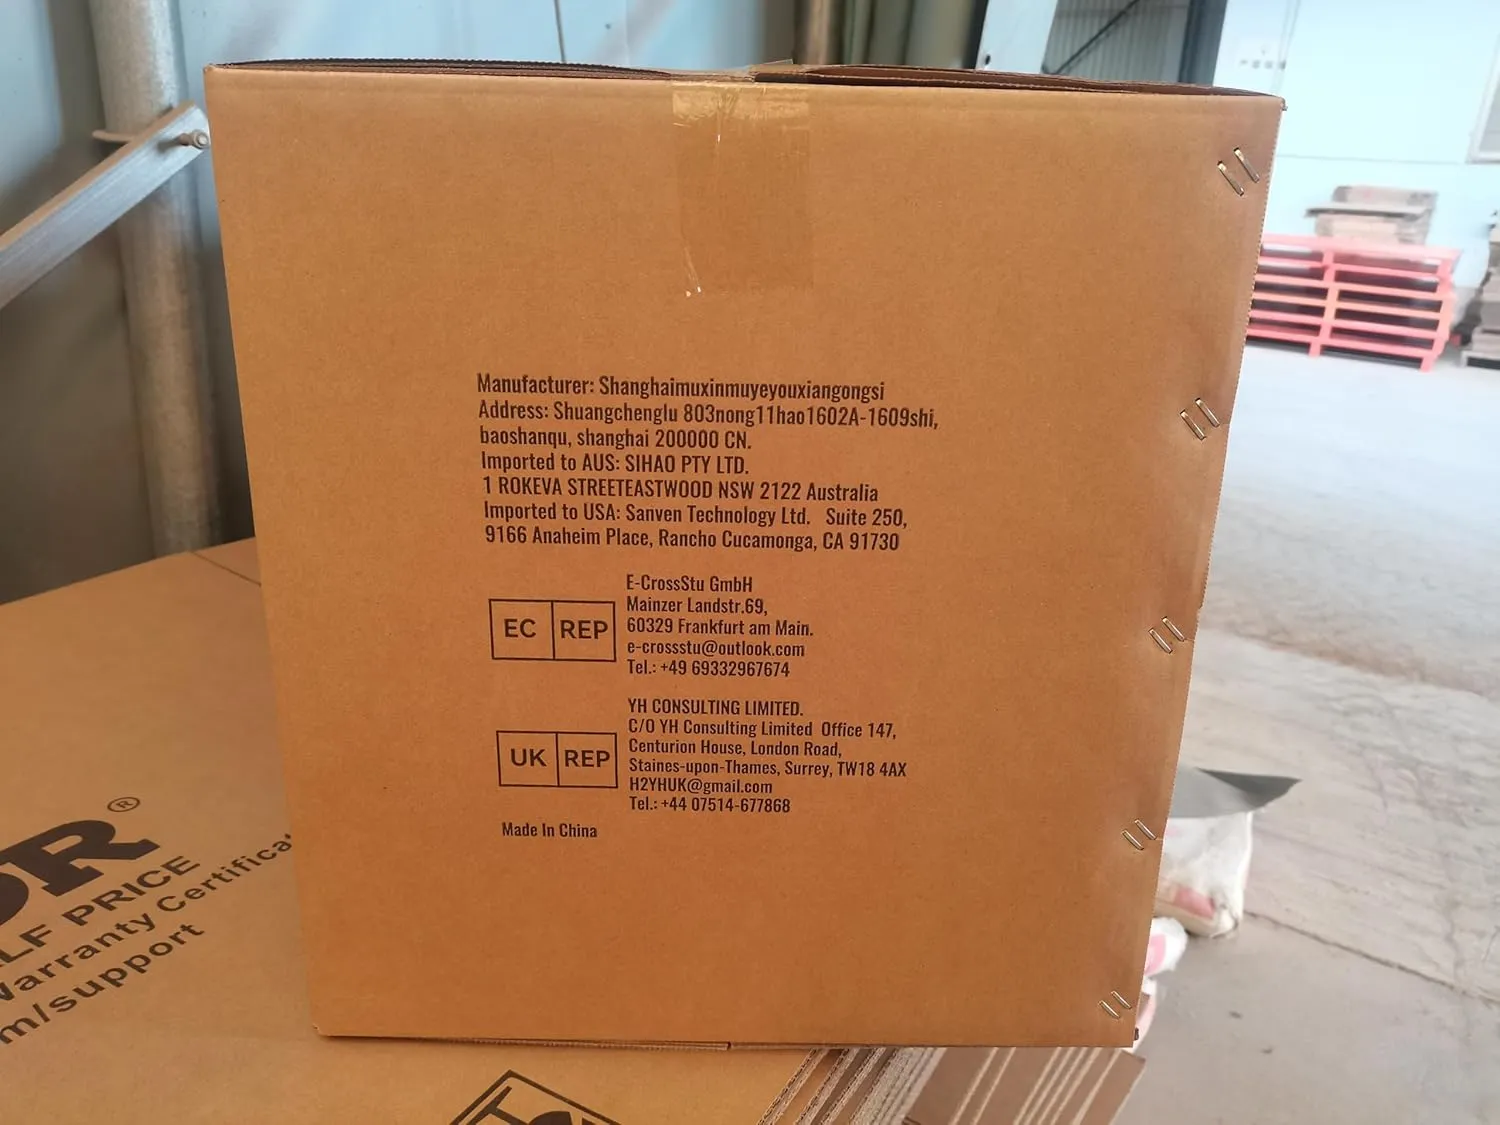 Manufacturer: Shanghaimuxinmuyeyouxiangongsi
Address: Shuangchenglu 803nong11hao1602A-1609shi,
baoshanqu, shanghai 200000 CN.
Imported to AUS: SIHAO PTY LTD.
1 ROKEVA STREETEASTWOOD NSW 2122 Australia
Imported to USA: Sanven Technology Ltd. Suite 250,
9166 Anaheim Place, Rancho Cucamonga, CA 91730
EC REP
E-CrossStu GmbH
Mainzer Landstr.69,
60329 Frankfurt am Main.
e-crossstu@outlook.com
Tel.: +49 69332967674
UK REP
YH CONSULTING LIMITED.
C/O YH Consulting Limited Office 147,
Centurion House, London Road,
Staines-upon-Thames, Surrey, TW18 4AX
H2YHUK@gmail.com
Tel.: +44 07514-677868
Made In China
R®
PRICE
Warranty
m/support